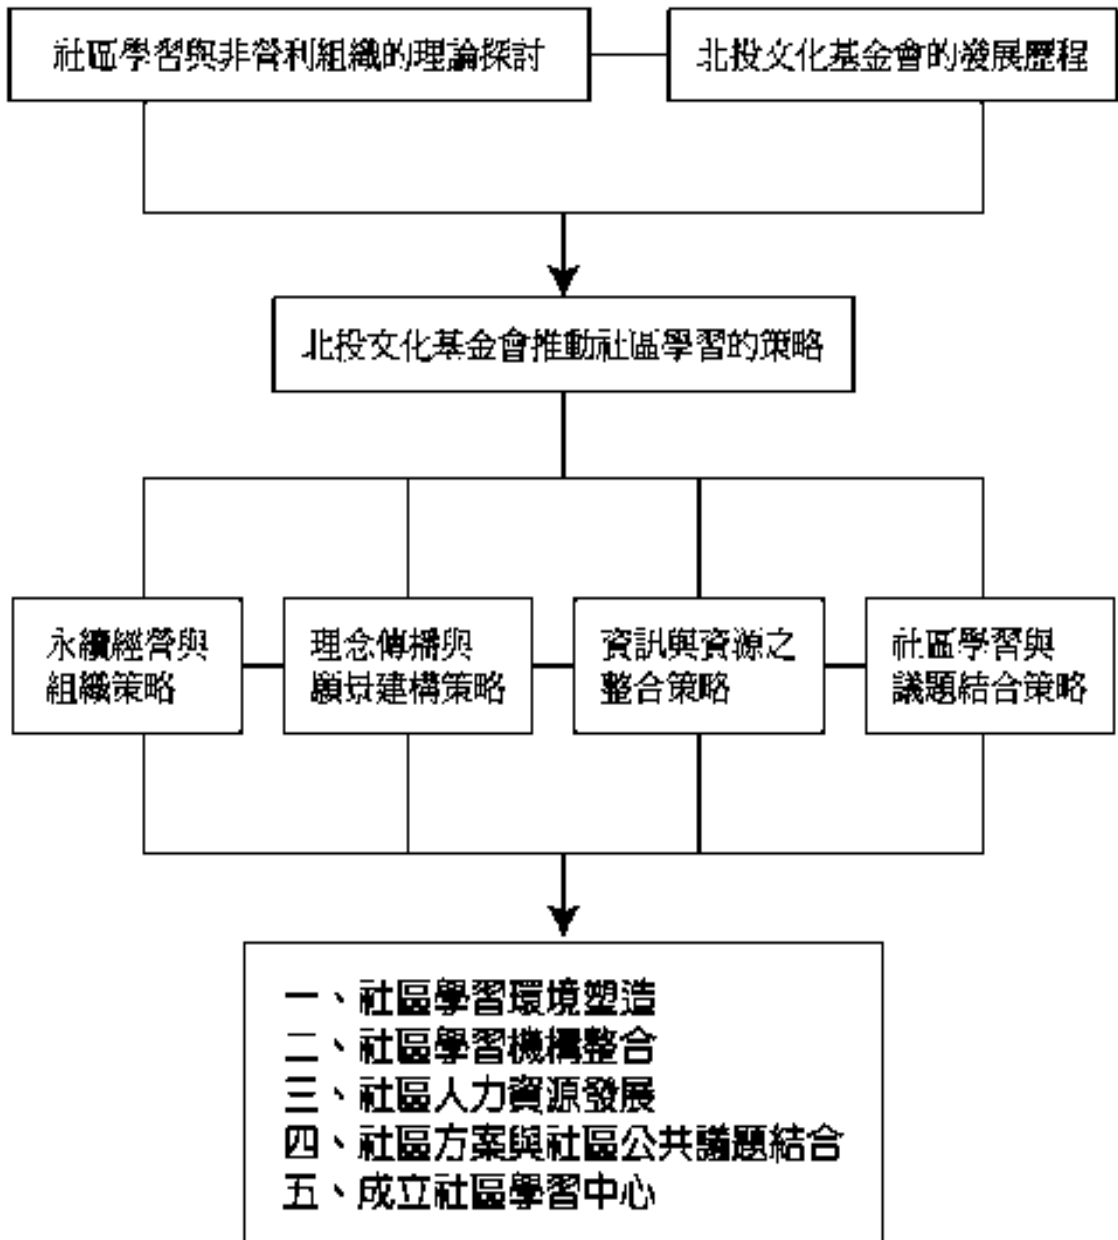 社區學習與非營利組織的理論探討
北投文化基金會的發展歷程
北投文化基金會推動社區學習的策略
永續經營與
組織策略
理念傳播與
願景建構策略
資訊與資源之
整合策略
社區學習與
議題結合策略
一、社區學習環境塑造
二、社區學習機構整合
三、社區人力資源發展
四、社區方案與社區公共議題結合
五、成立社區學習中心